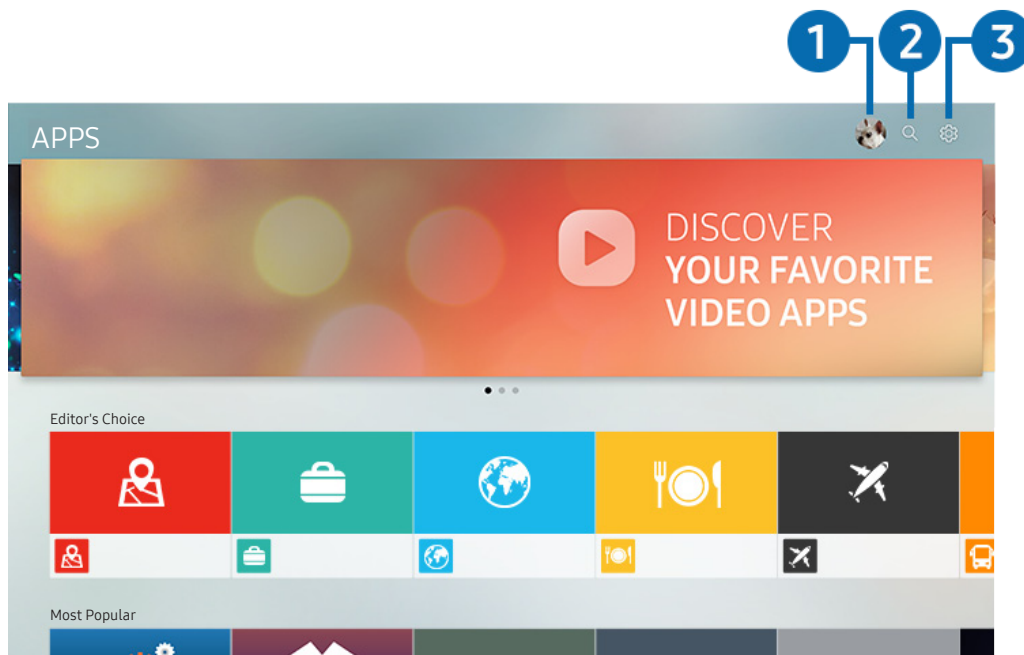 1 2 3
APPS
DISCOVER
YOUR FAVORITE
VIDEO APPS
Editor's Choice
Most Popular